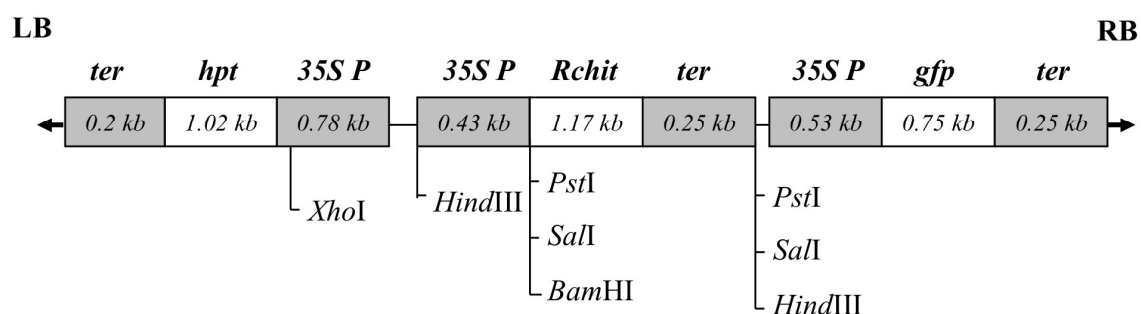 LB RB
ter hpt 35S P 35S P Rchit ter 35S P gfp ter
0.2 kb 1.02 kb 0.78 kb 0.43 kb 1.17 kb 0.25 kb 0.53 kb 0.75 kb 0.25 kb
XhoI HindIII PstI PstI
SalI SalI
BamHI HindIII